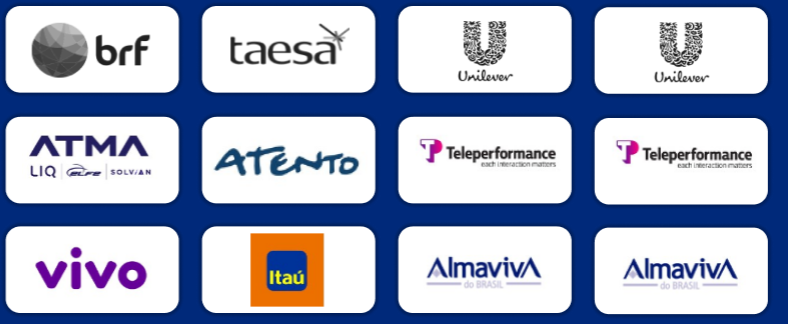 brf
taesa
Unilever
Unilever
ATMA
LIQ ELFE SOLVIAN
ATENTO
Teleperformance
each interaction matters
Teleperformance
each interaction matters
vivo
Itaú
AlmavivA
do BRASIL
AlmavivA
do BRASIL